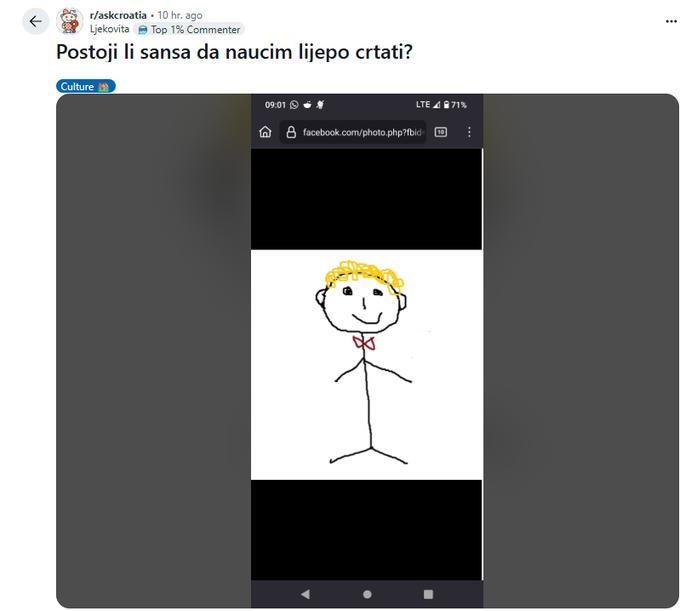 r/askcroatia • 10 hr. ago
Ljekovita Top 1% Commenter
Postoji li sansa da naucim lijepo crtati?
Culture
09:01 LTE 71%
facebook.com/photo.php?fbid= 10